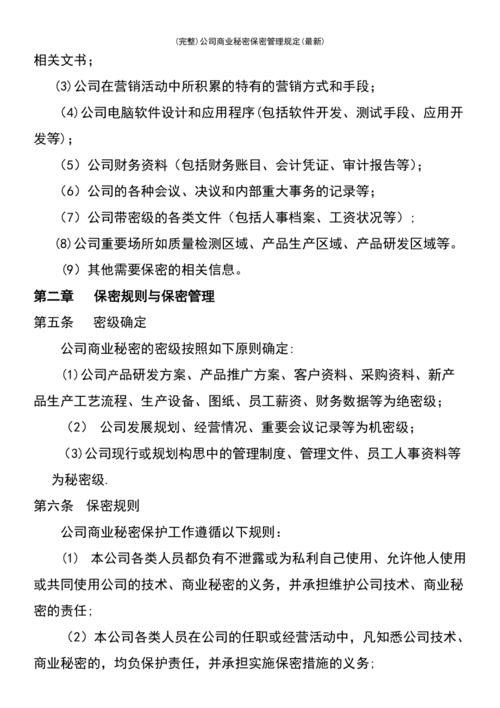 (完整)公司商业秘密保密管理规定(最新)
相关文书；
(3)公司在营销活动中所积累的特有的营销方式和手段；
（4)公司电脑软件设计和应用程序(包括软件开发、测试手段、应用开
发等)；
（5）公司财务资料（包括财务账目、会计凭证、审计报告等）；
（6）公司的各种会议、决议和内部重大事务的记录等；
（7）公司带密级的各类文件（包括人事档案、工资状况等）；
(8)公司重要场所如质量检测区域、产品生产区域、产品研发区域等。
（9）其他需要保密的相关信息。
第二章 保密规则与保密管理
第五条 密级确定
公司商业秘密的密级按照如下原则确定:
(1)公司产品研发方案、产品推广方案、客户资料、采购资料、新产
品生产工艺流程、生产设备、图纸、员工薪资、财务数据等为绝密级；
（2） 公司发展规划、经营情况、重要会议记录等为机密级；
（3)公司现行或规划构思中的管理制度、管理文件、员工人事资料等
为秘密级.
第六条 保密规则
公司商业秘密保护工作遵循以下规则：
(1） 本公司各类人员都负有不泄露或为私利自己使用、允许他人使用
或共同使用公司的技术、商业秘密的义务，并承担维护公司技术、商业秘
密的责任;
（2）本公司各类人员在公司的任职或经营活动中，凡知悉公司技术、
商业秘密的，均负保护责任，并承担实施保密措施的义务;